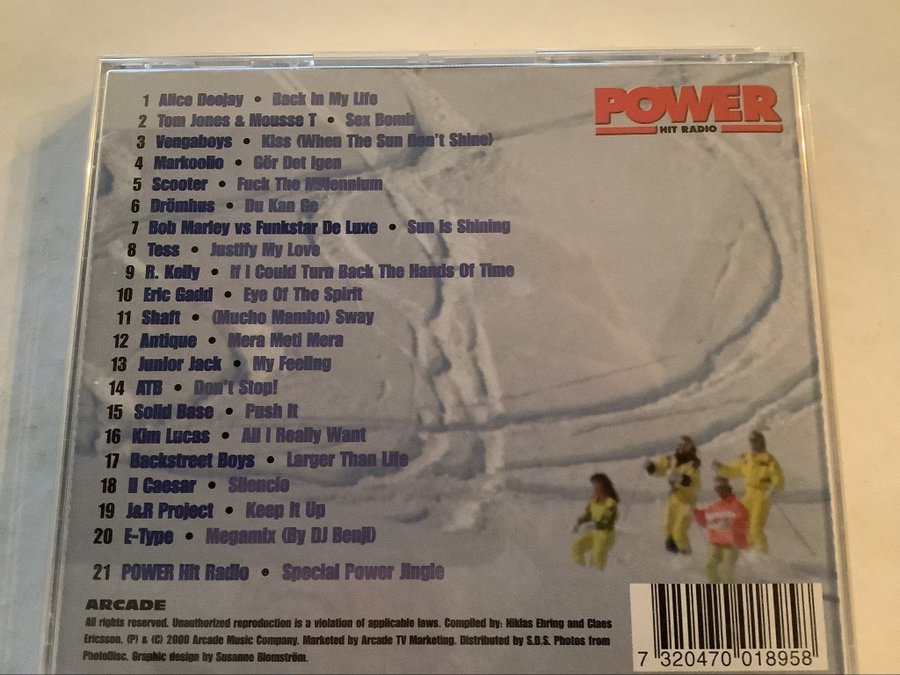 POWER
HIT RADIO
1 Alice Deejay • Back In My Life
2 Tom Jones & Mousse T • Sex Bomb
3 Vengaboys • Kiss (When The Sun Don't Shine)
4 Markoolio • Gör Det Igen
5 Scooter • Fuck The Millennium
6 Drömhus • Du Kan Ge
7 Bob Marley vs Funkstar De Luxe • Sun Is Shining
8 Tess • Justify My Love
9 R. Kelly • If I Could Turn Back The Hands Of Time
10 Eric Gadd • Eye Of The Spirit
11 Shaft • (Mucho Mambo) Sway
12 Antique • Mera Meti Mera
13 Junior Jack • My Feeling
14 ATB • Don't Stop!
15 Solid Base • Push It
16 Kim Lucas • All I Really Want
17 Backstreet Boys • Larger Than Life
18 Il Caesar • Silencio
19 J&R Project • Keep It Up
20 E-Type • Megamix (By DJ Benji)
21 POWER Hit Radio • Special Power Jingle
ARCADE
All rights reserved. Unauthorized reproduction is a violation of applicable laws. Compiled by: Niklas Ehring and Claes
Ericsson. (P) & (C) 2000 Arcade Music Company. Marketed by Arcade TV Marketing. Distributed by S.D.S. Photos from
PhotoDisc. Graphic design by Susanne Blomström.
7 320470 018958